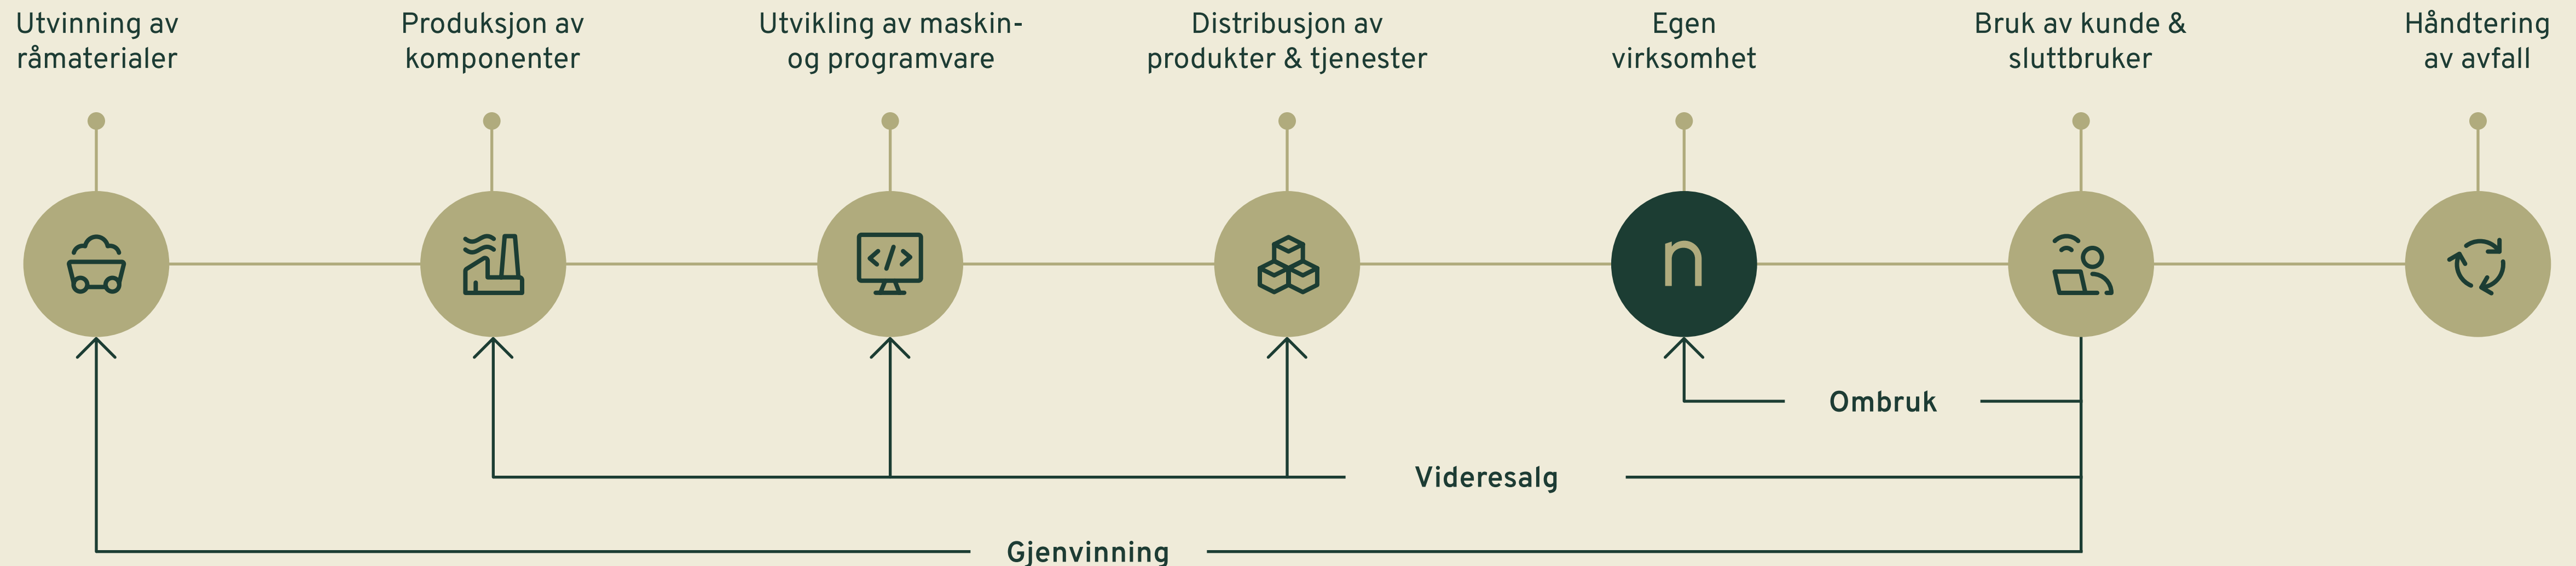 Utvinning av
råmaterialer
Produksjon av
komponenter
Utvikling av maskin-
og programvare
Distribusjon av
produkter & tjenester
Egen
virksomhet
Bruk av kunde &
sluttbruker
Håndtering
av avfall
</>
n
Ombruk
Videresalg
Gjenvinning